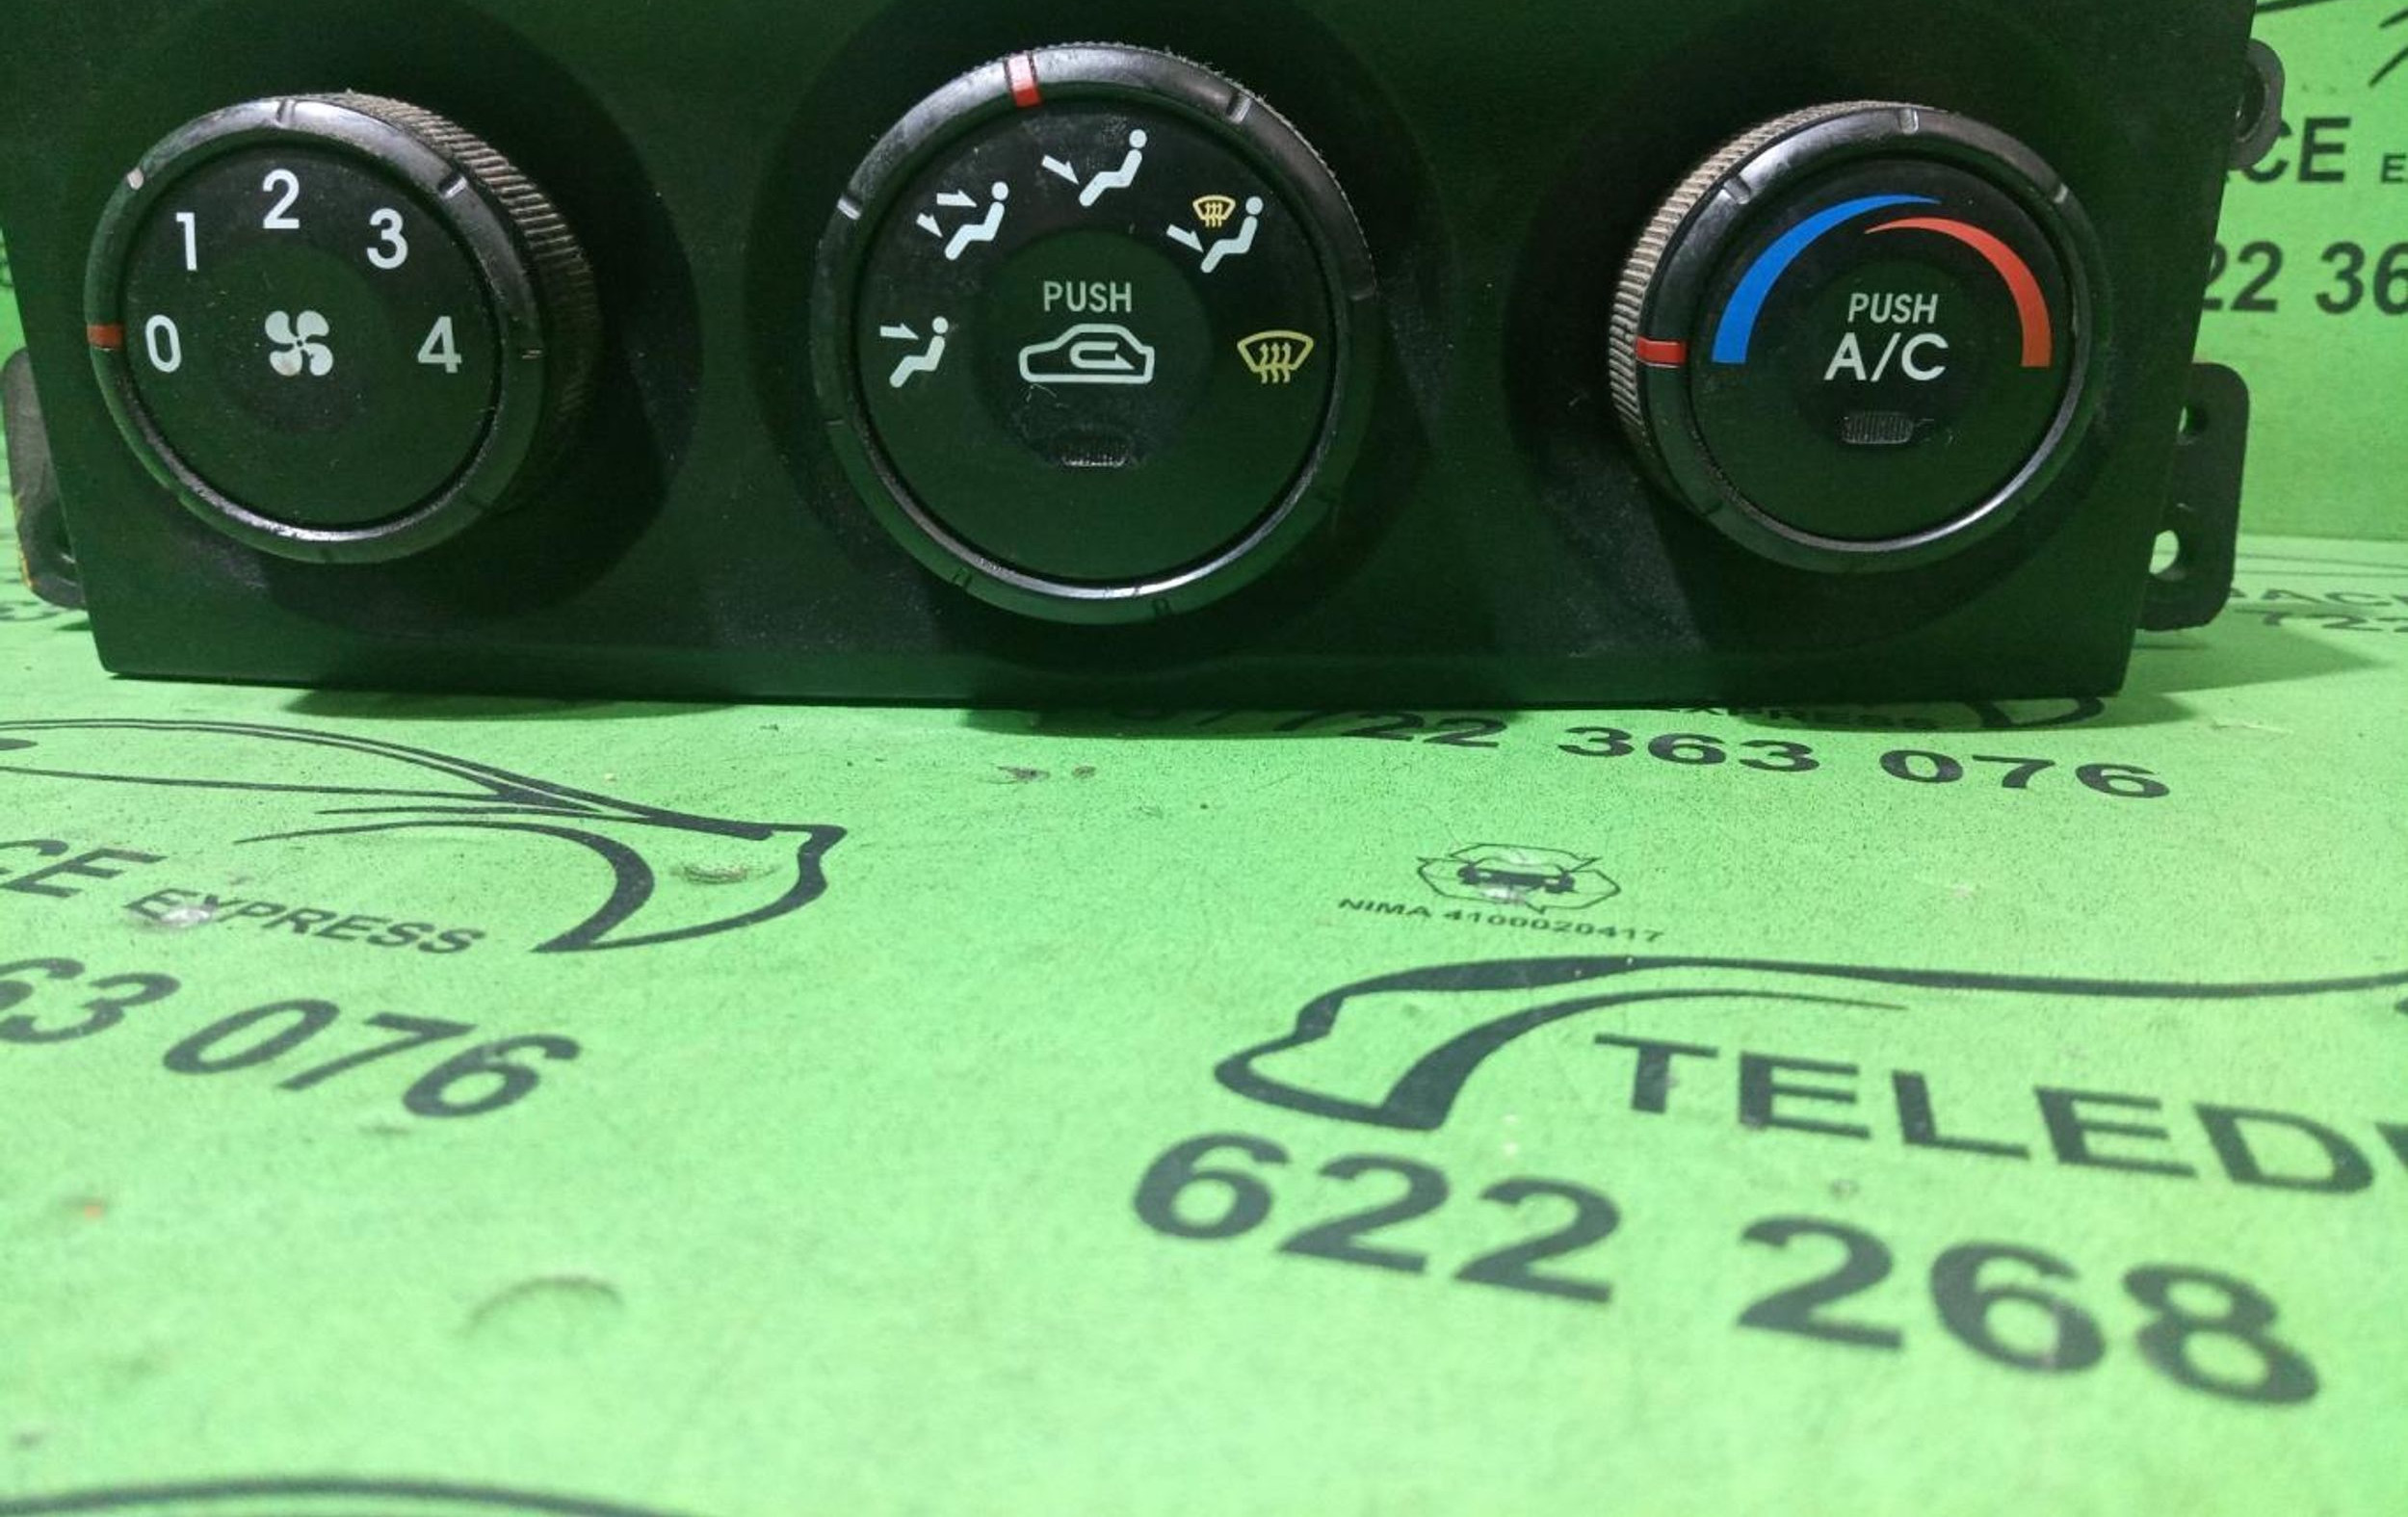 0 1 2 3 4
PUSH
PUSH
A/C
CE
22 36
722 363 076
CE EXPRESS
63 076
NIMA 4100020417
TELED
622 268